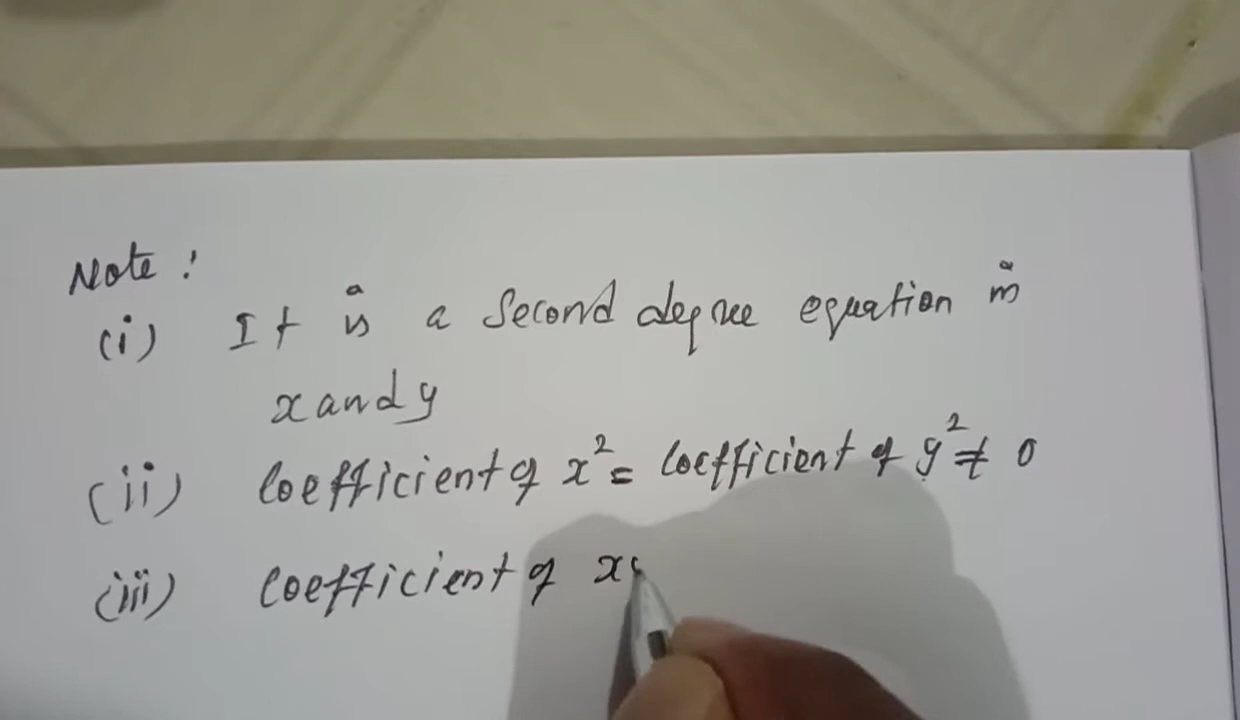 Note :
(i) It is a second degree equation in
x and y
(ii) Coefficient of x² = Coefficient of y² ≠ 0
(iii) Coefficient of x